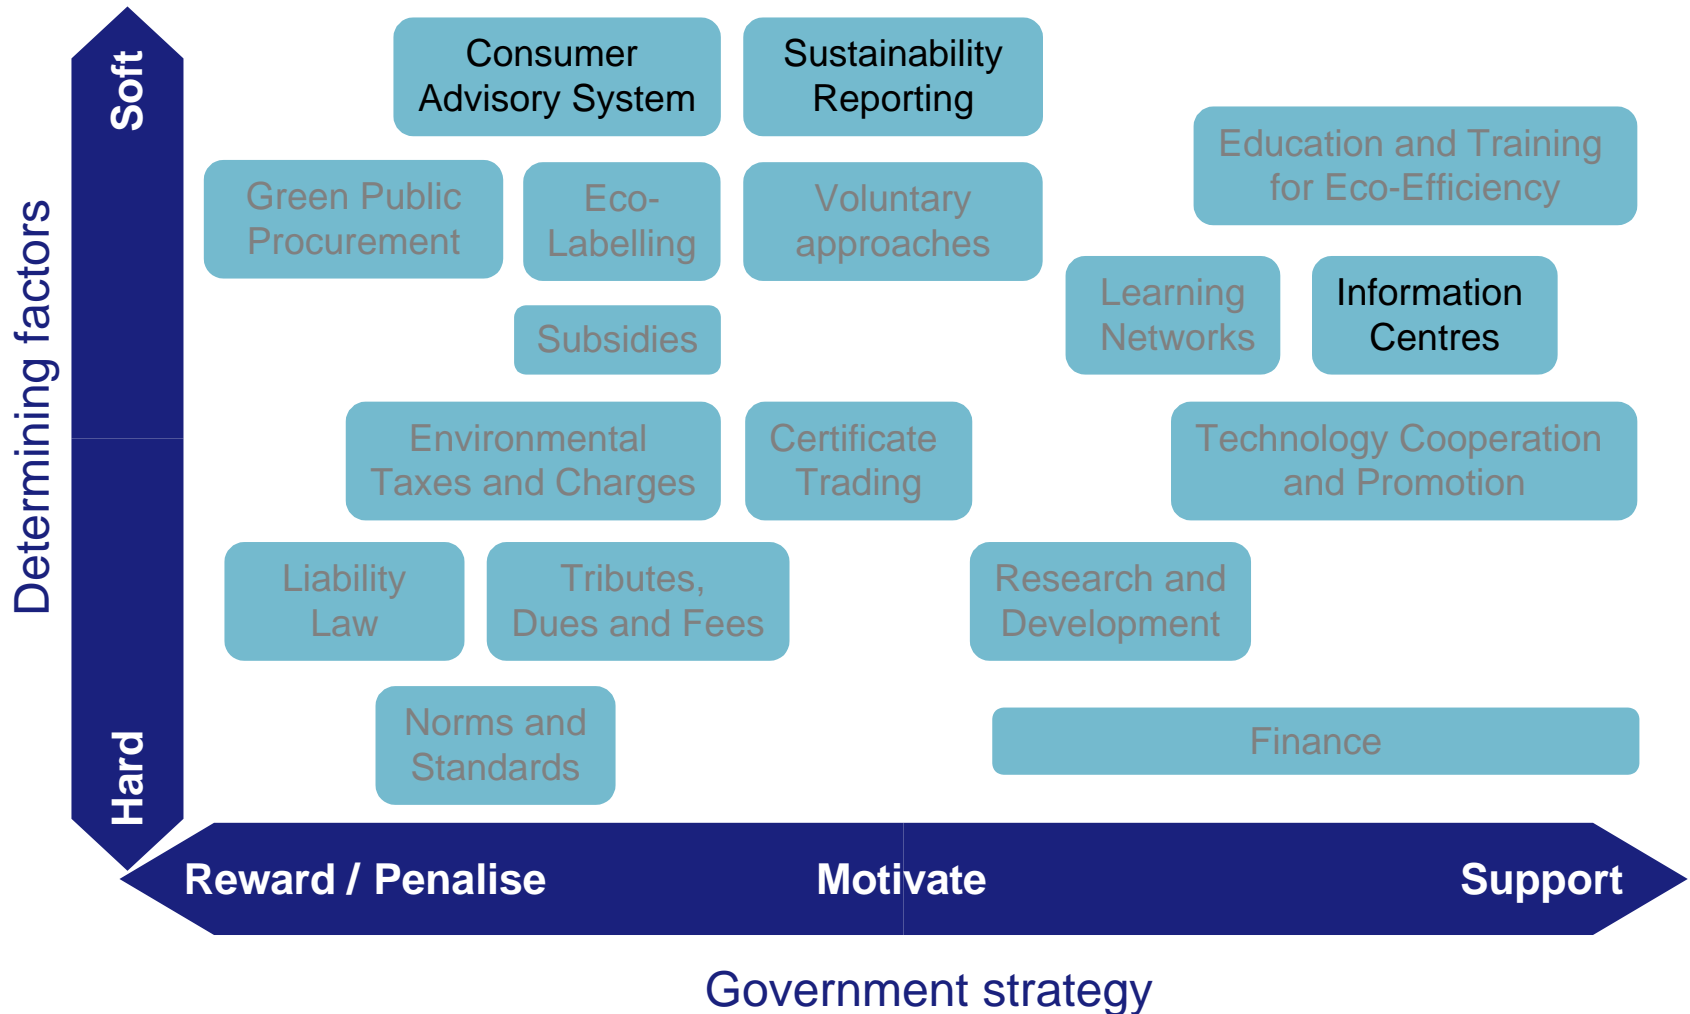 Soft
Hard
Determining factors
Consumer
Advisory System
Sustainability
Reporting
Education and Training
for Eco-Efficiency
Green Public
Procurement
Eco-
Labelling
Voluntary
approaches
Learning
Networks
Information
Centres
Subsidies
Environmental
Taxes and Charges
Certificate
Trading
Technology Cooperation
and Promotion
Liability
Law
Tributes,
Dues and Fees
Research and
Development
Norms and
Standards
Finance
Reward / Penalise
Motivate
Support
Government strategy